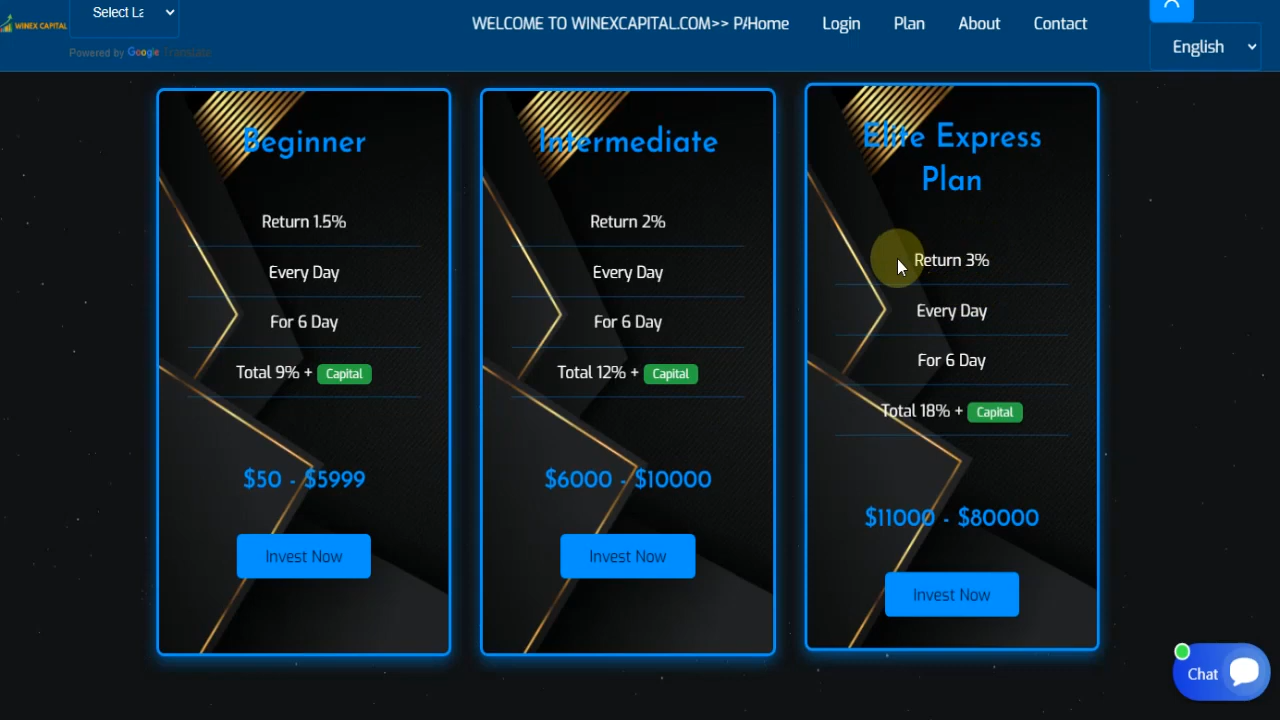 WINEX CAPITAL
Select La
Powered by Google Translate
WELCOME TO WINEXCAPITAL.COM>> PA
Home
Login
Plan
About
Contact
English
Beginner
Return 1.5%
Every Day
For 6 Day
Total 9% + Capital
$50 - $5999
Invest Now
Intermediate
Return 2%
Every Day
For 6 Day
Total 12% + Capital
$6000 - $10000
Invest Now
Elite Express
Plan
Return 3%
Every Day
For 6 Day
Total 18% + Capital
$11000 - $80000
Invest Now
Chat